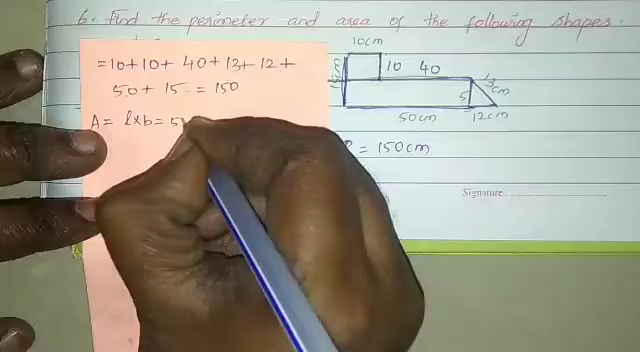 6. Find the perimeter and area of the following shapes.
10cm
= 10 + 10 + 40 + 13 + 12 +
50 + 15 = 150
A = l x b = 5
10 40
13cm
5
50cm 12cm
= 150cm
Signature